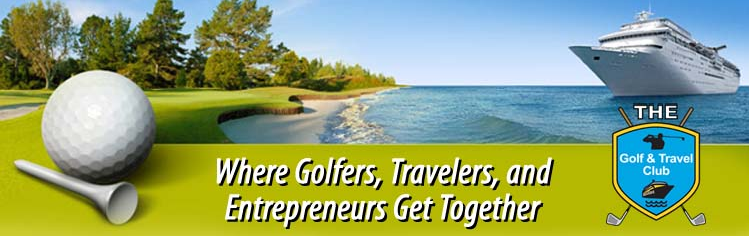 Where Golfers, Travelers, and
Entrepreneurs Get Together
THE
Golf & Travel
Club